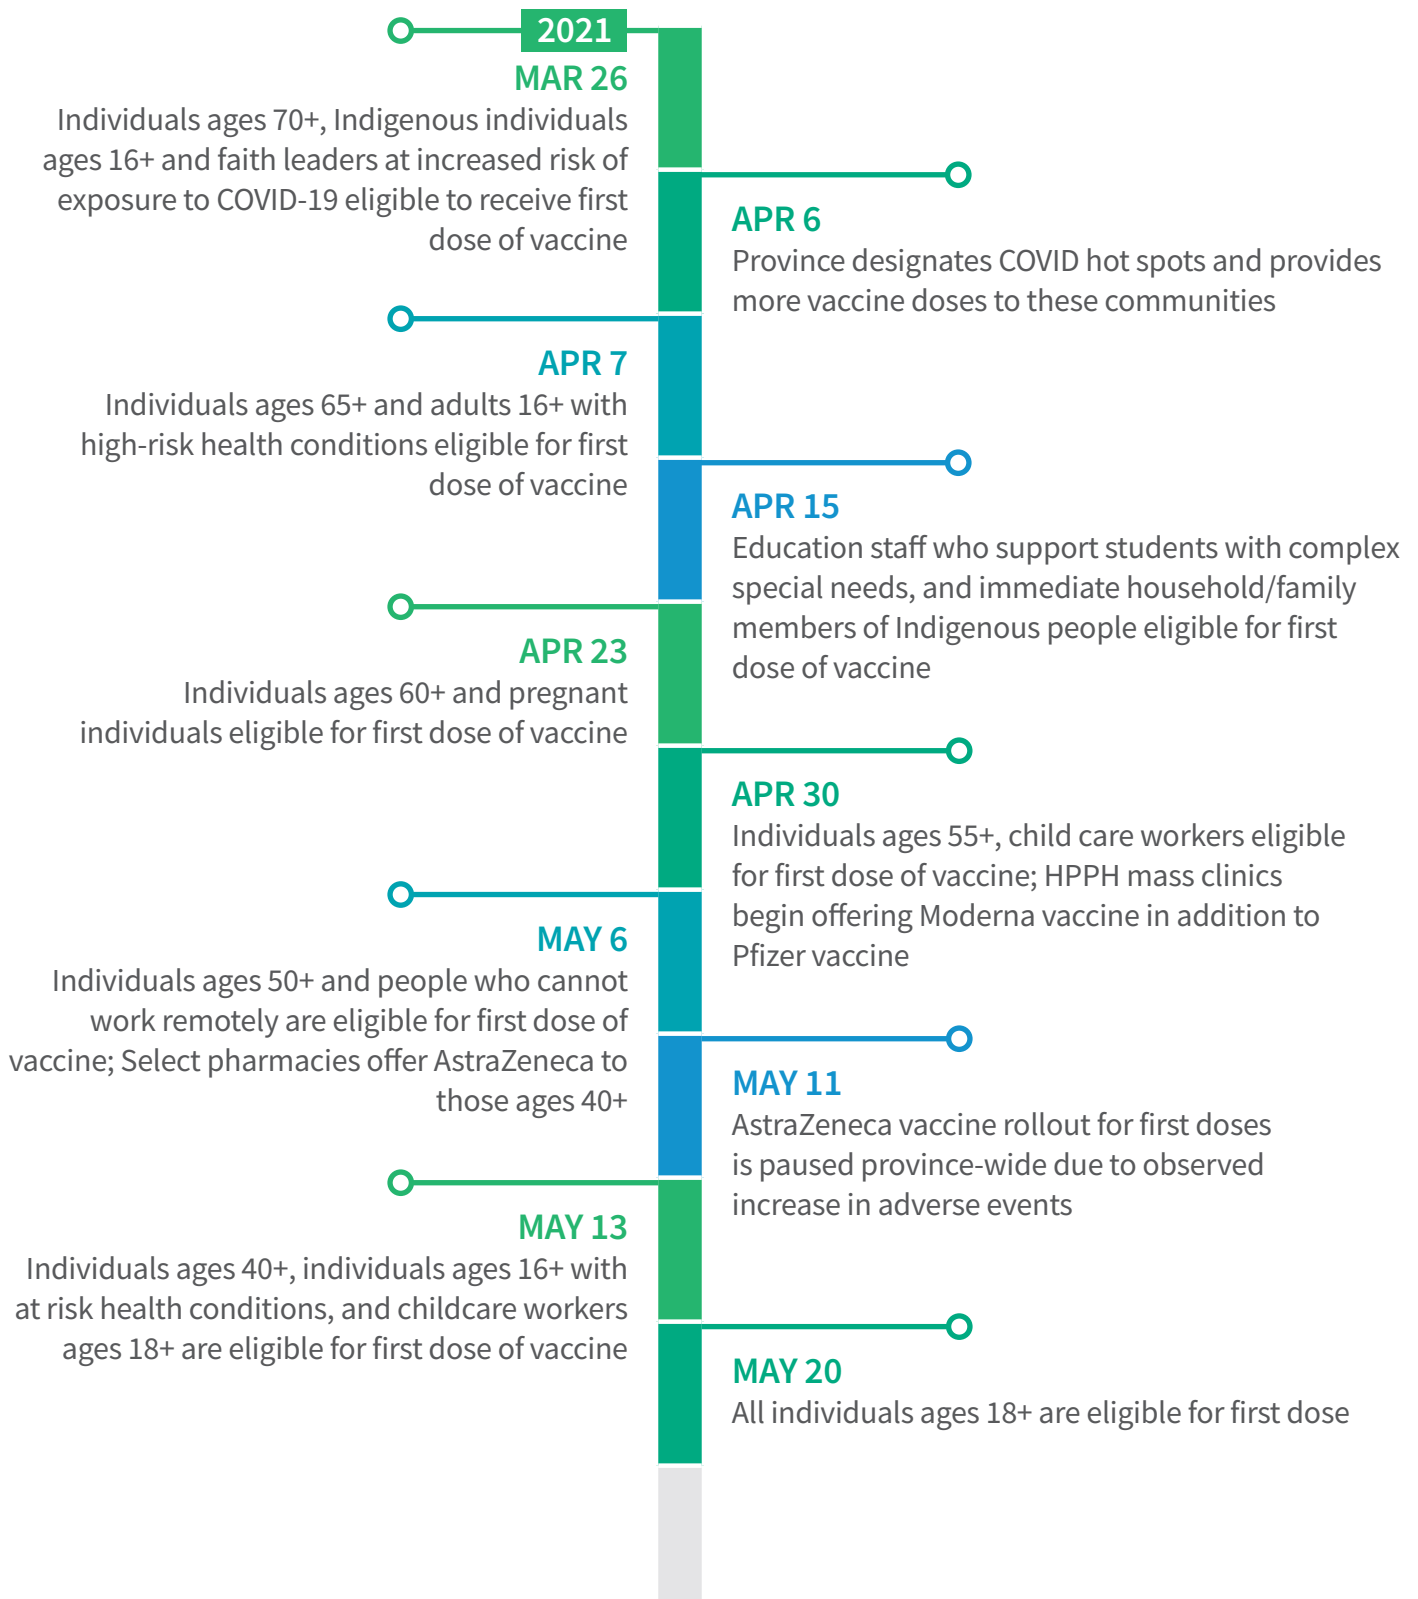 2021
MAR 26
Individuals ages 70+, Indigenous individuals
ages 16+ and faith leaders at increased risk of
exposure to COVID-19 eligible to receive first
dose of vaccine
APR 6
Province designates COVID hot spots and provides
more vaccine doses to these communities
APR 7
Individuals ages 65+ and adults 16+ with
high-risk health conditions eligible for first
dose of vaccine
APR 15
Education staff who support students with complex
special needs, and immediate household/family
members of Indigenous people eligible for first
dose of vaccine
APR 23
Individuals ages 60+ and pregnant
individuals eligible for first dose of vaccine
APR 30
Individuals ages 55+, child care workers eligible
for first dose of vaccine; HPPH mass clinics
begin offering Moderna vaccine in addition to
Pfizer vaccine
MAY 6
Individuals ages 50+ and people who cannot
work remotely are eligible for first dose of
vaccine; Select pharmacies offer AstraZeneca to
those ages 40+
MAY 11
AstraZeneca vaccine rollout for first doses
is paused province-wide due to observed
increase in adverse events
MAY 13
Individuals ages 40+, individuals ages 16+ with
at risk health conditions, and childcare workers
ages 18+ are eligible for first dose of vaccine
MAY 20
All individuals ages 18+ are eligible for first dose